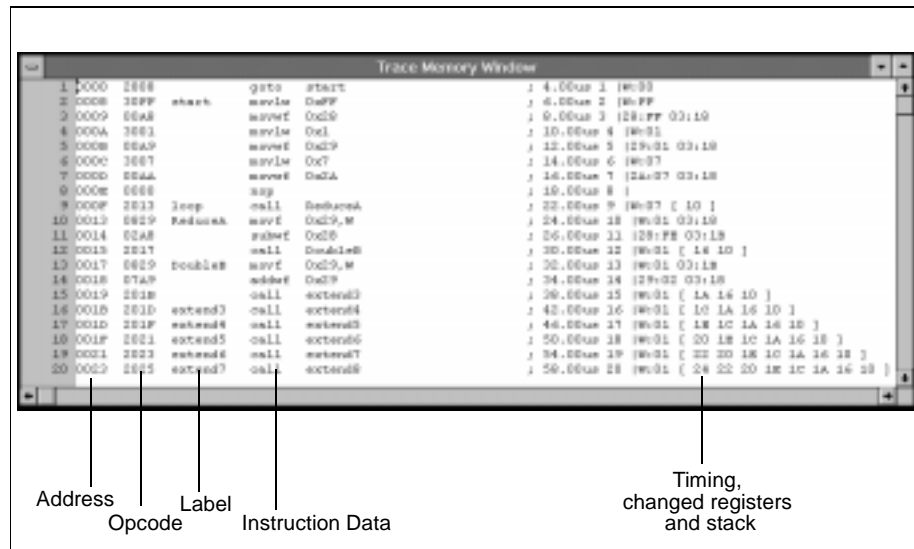 Trace Memory Window
1 0000 2808 goto start ; 4.00us 1 |W:00
2 0008 30FF start movlw 0xFF ; 6.00us 2 |W:FF
3 0009 00A8 movwf 0x28 ; 8.00us 3 |28:FF 03:18
4 000A 3001 movlw 0x1 ; 10.00us 4 |W:01
5 000B 00A9 movwf 0x29 ; 12.00us 5 |29:01 03:18
6 000C 3007 movlw 0x7 ; 14.00us 6 |W:07
7 000D 00AA movwf 0x2A ; 16.00us 7 |2A:07 03:18
8 000E 0000 nop ; 18.00us 8 |
9 000F 2013 loop call ReduceA ; 22.00us 9 |W:07 [ 10 ]
10 0013 0829 ReduceA movf 0x29,W ; 24.00us 10 |W:01 03:18
11 0014 02A8 subwf 0x28 ; 26.00us 11 |28:FE 03:1B
12 0015 2017 call DoubleB ; 30.00us 12 |W:01 [ 16 10 ]
13 0017 0829 DoubleB movf 0x29,W ; 32.00us 13 |W:01 03:1B
14 0018 07A9 addwf 0x29 ; 34.00us 14 |29:02 03:18
15 0019 201B call extend3 ; 38.00us 15 |W:01 [ 1A 16 10 ]
16 001B 201D extend3 call extend4 ; 42.00us 16 |W:01 [ 1C 1A 16 10 ]
17 001D 201F extend4 call extend5 ; 46.00us 17 |W:01 [ 1E 1C 1A 16 10 ]
18 001F 2021 extend5 call extend6 ; 50.00us 18 |W:01 [ 20 1E 1C 1A 16 10 ]
19 0021 2023 extend6 call extend7 ; 54.00us 19 |W:01 [ 22 20 1E 1C 1A 16 10 ]
20 0023 2025 extend7 call extend8 ; 58.00us 20 |W:01 [ 24 22 20 1E 1C 1A 16 10 ]
Address
Opcode
Label
Instruction Data
Timing,
changed registers
and stack